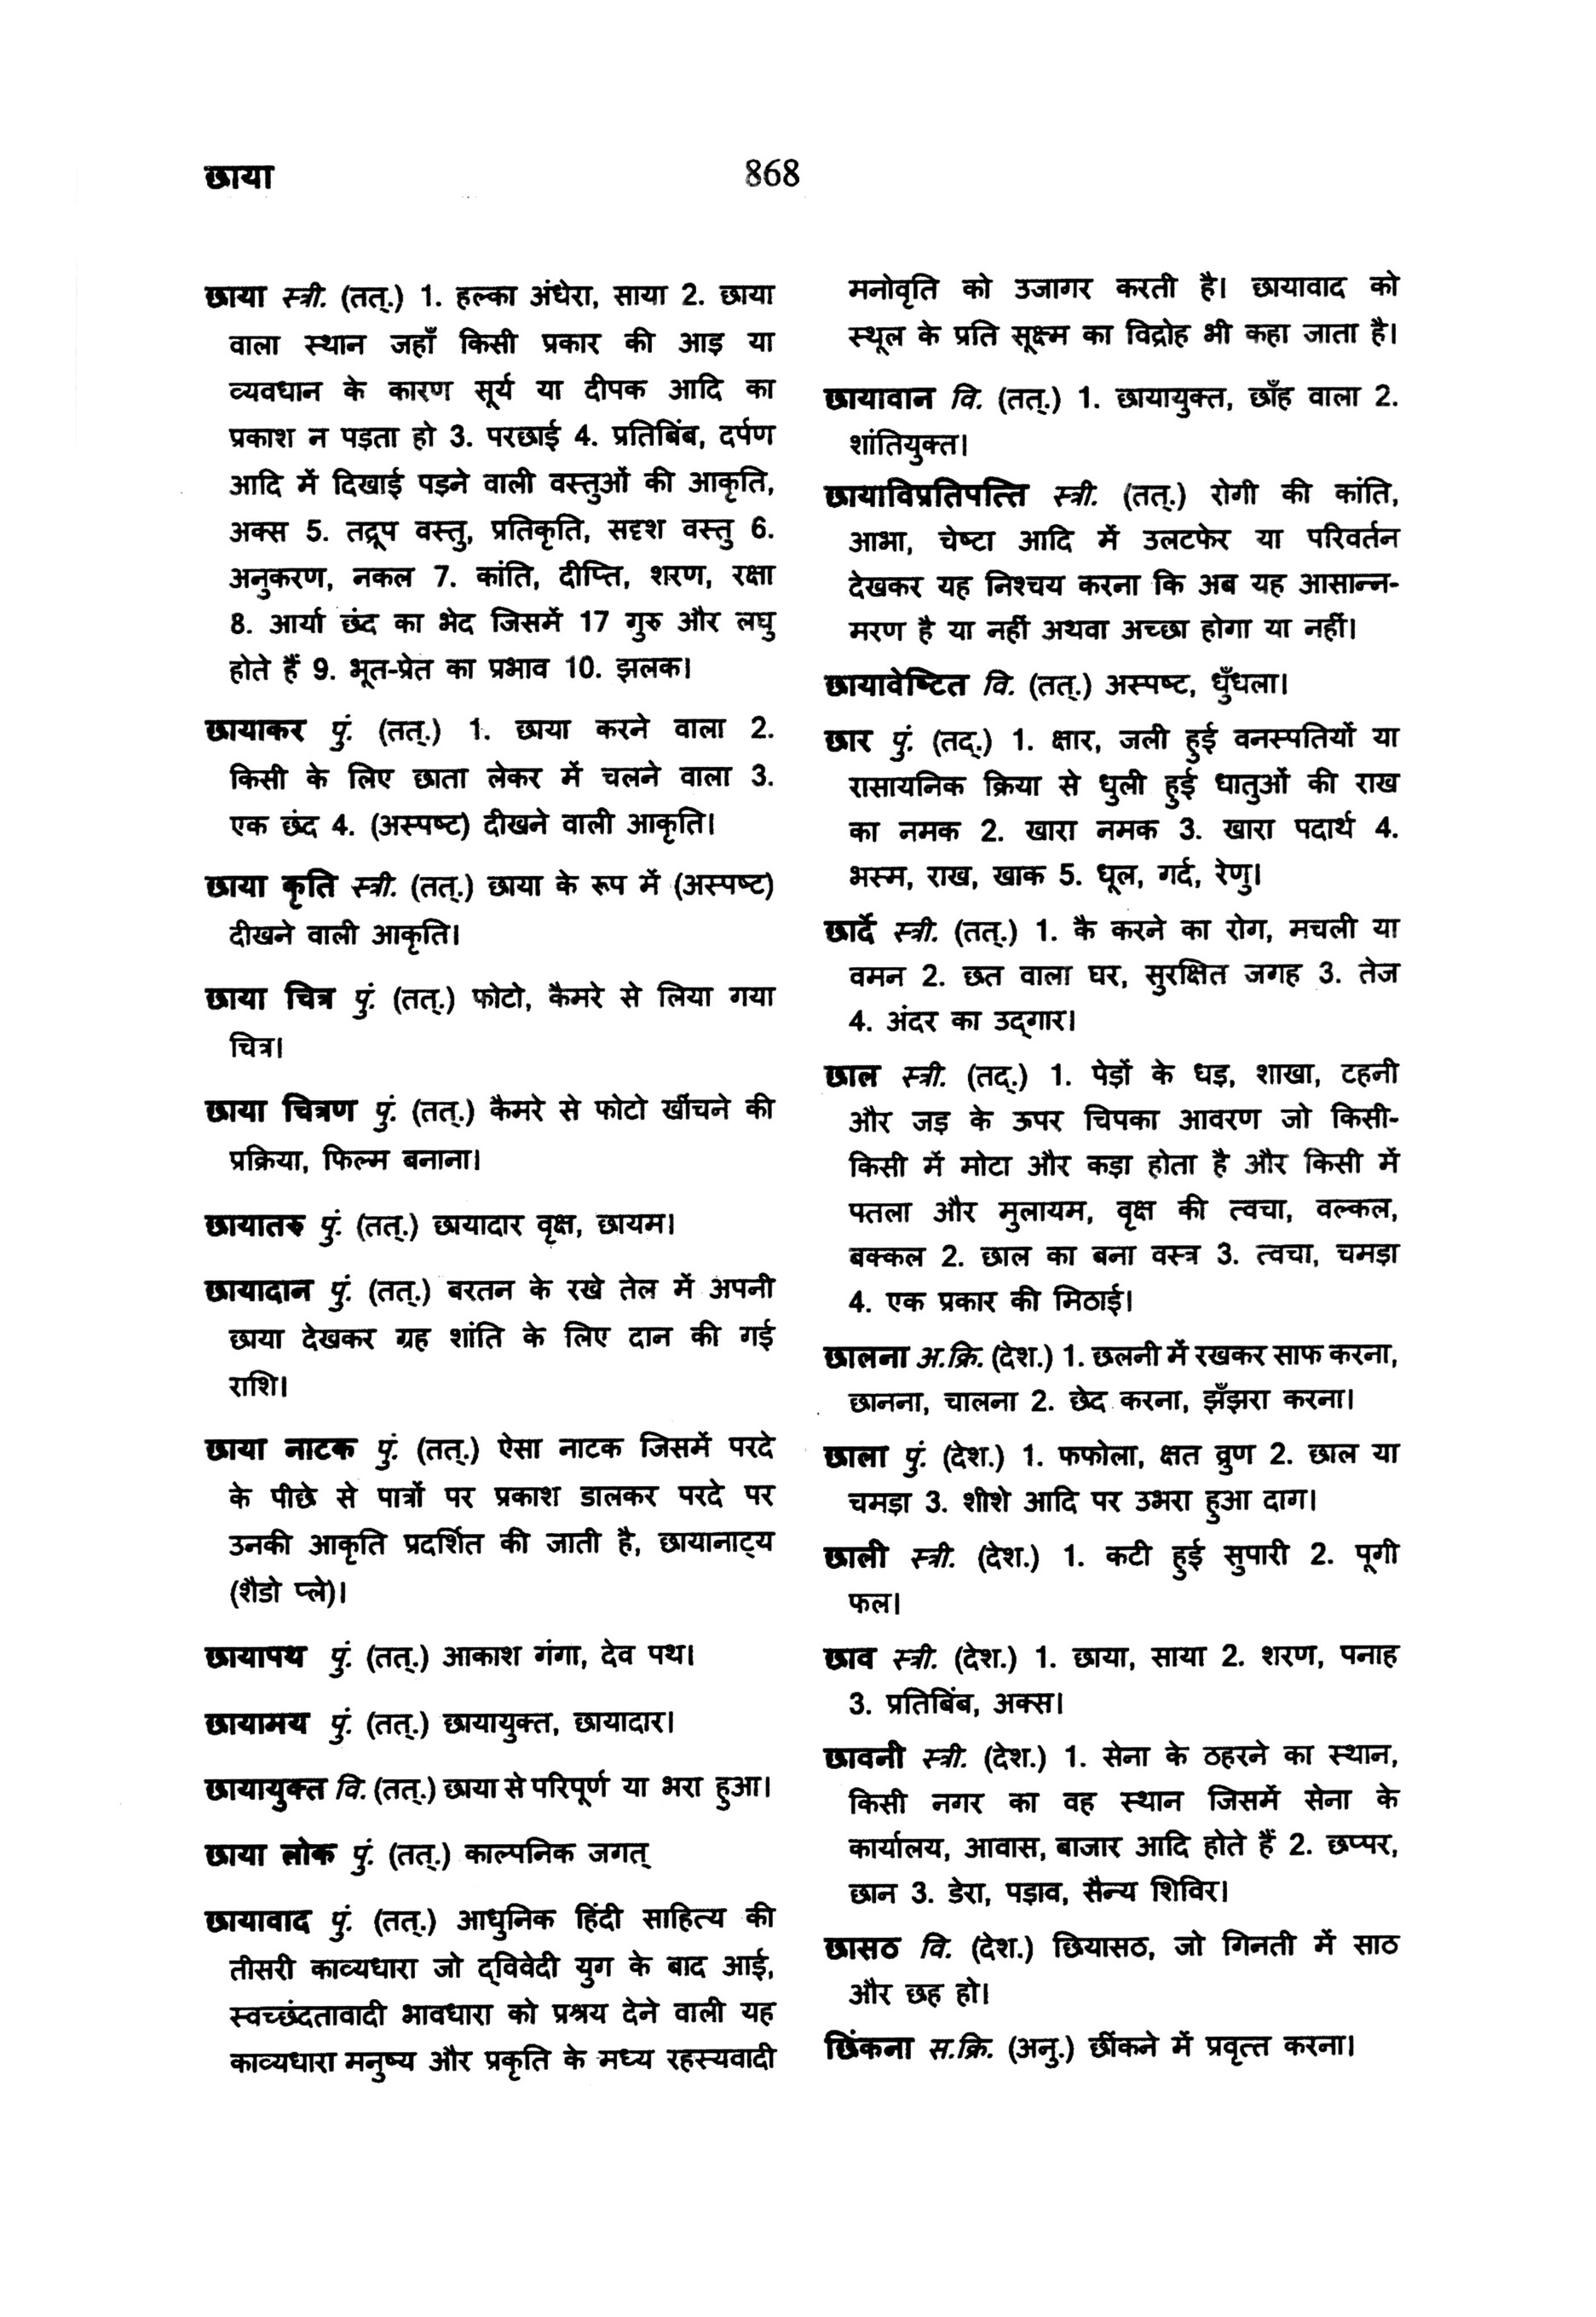 छाया
868
छाया स्त्री. (तत्.) 1. हल्का अंधेरा, साया 2. छाया
वाला स्थान जहाँ किसी प्रकार की आड़ या
व्यवधान के कारण सूर्य या दीपक आदि का
प्रकाश न पड़ता हो 3. परछाई 4. प्रतिबिंब, दर्पण
आदि में दिखाई पड़ने वाली वस्तुओं की आकृति,
अक्स 5. तद्रूप वस्तु, प्रतिकृति, सदृश वस्तु 6.
अनुकरण, नकल 7. कांति, दीप्ति, शरण, रक्षा
8. आर्या छंद का भेद जिसमें 17 गुरु और लघु
होते हैं 9. भूत-प्रेत का प्रभाव 10. झलक।
छायाकर पुं. (तत्.) 1. छाया करने वाला 2.
किसी के लिए छाता लेकर में चलने वाला 3.
एक छंद 4. (अस्पष्ट) दीखने वाली आकृति।
छाया कृति स्त्री. (तत्.) छाया के रूप में (अस्पष्ट)
दीखने वाली आकृति।
छाया चित्र पुं. (तत्.) फोटो, कैमरे से लिया गया
चित्र।
छाया चित्रण पुं. (तत्.) कैमरे से फोटो खींचने की
प्रक्रिया, फिल्म बनाना।
छायातरु पुं. (तत्.) छायादार वृक्ष, छायम।
छायादान पुं. (तत्.) बरतन के रखे तेल में अपनी
छाया देखकर ग्रह शांति के लिए दान की गई
राशि।
छाया नाटक पुं. (तत्.) ऐसा नाटक जिसमें परदे
के पीछे से पात्रों पर प्रकाश डालकर परदे पर
उनकी आकृति प्रदर्शित की जाती है, छायानाट्य
(शैडो प्ले)।
छायापथ पुं. (तत्.) आकाश गंगा, देव पथ।
छायामय पुं. (तत्.) छायायुक्त, छायादार।
छायायुक्त वि. (तत्.) छाया से परिपूर्ण या भरा हुआ।
छाया लोक पुं. (तत्.) काल्पनिक जगत्
छायावाद पुं. (तत्.) आधुनिक हिंदी साहित्य की
तीसरी काव्यधारा जो द्विवेदी युग के बाद आई,
स्वच्छंदतावादी भावधारा को प्रश्रय देने वाली यह
काव्यधारा मनुष्य और प्रकृति के मध्य रहस्यवादी
मनोवृति को उजागर करती है। छायावाद को
स्थूल के प्रति सूक्ष्म का विद्रोह भी कहा जाता है।
छायावान वि. (तत्.) 1. छायायुक्त, छाँह वाला 2.
शांतियुक्त।
छायाविप्रतिपत्ति स्त्री. (तत्.) रोगी की कांति,
आभा, चेष्टा आदि में उलटफेर या परिवर्तन
देखकर यह निश्चय करना कि अब यह आसान्न-
मरण है या नहीं अथवा अच्छा होगा या नहीं।
छायावेष्टित वि. (तत्.) अस्पष्ट, धुँधला।
छार पुं. (तद्.) 1. क्षार, जली हुई वनस्पतियों या
रासायनिक क्रिया से धुली हुई धातुओं की राख
का नमक 2. खारा नमक 3. खारा पदार्थ 4.
भस्म, राख, खाक 5. धूल, गर्द, रेणु।
छार्दे स्त्री. (तत्.) 1. कै करने का रोग, मचली या
वमन 2. छत वाला घर, सुरक्षित जगह 3. तेज
4. अंदर का उद्‌गार।
छाल स्त्री. (तद्.) 1. पेड़ों के धड़, शाखा, टहनी
और जड़ के ऊपर चिपका आवरण जो किसी-
किसी में मोटा और कड़ा होता है और किसी में
पतला और मुलायम, वृक्ष की त्वचा, वल्कल,
बक्कल 2. छाल का बना वस्त्र 3. त्वचा, चमड़ा
4. एक प्रकार की मिठाई।
छालना अ.क्रि. (देश.) 1. छलनी में रखकर साफ करना,
छानना, चालना 2. छेद करना, झँझरा करना।
छाला पुं. (देश.) 1. फफोला, क्षत व्रुण 2. छाल या
चमड़ा 3. शीशे आदि पर उभरा हुआ दाग।
छाली स्त्री. (देश.) 1. कटी हुई सुपारी 2. पूगी
फल।
छाव स्त्री. (देश.) 1. छाया, साया 2. शरण, पनाह
3. प्रतिबिंब, अक्स।
छावनी स्त्री. (देश.) 1. सेना के ठहरने का स्थान,
किसी नगर का वह स्थान जिसमें सेना के
कार्यालय, आवास, बाजार आदि होते हैं 2. छप्पर,
छान 3. डेरा, पड़ाव, सैन्य शिविर।
छासठ वि. (देश.) छियासठ, जो गिनती में साठ
और छह हो।
छिंकना स.क्रि. (अनु.) छींकने में प्रवृत्त करना।